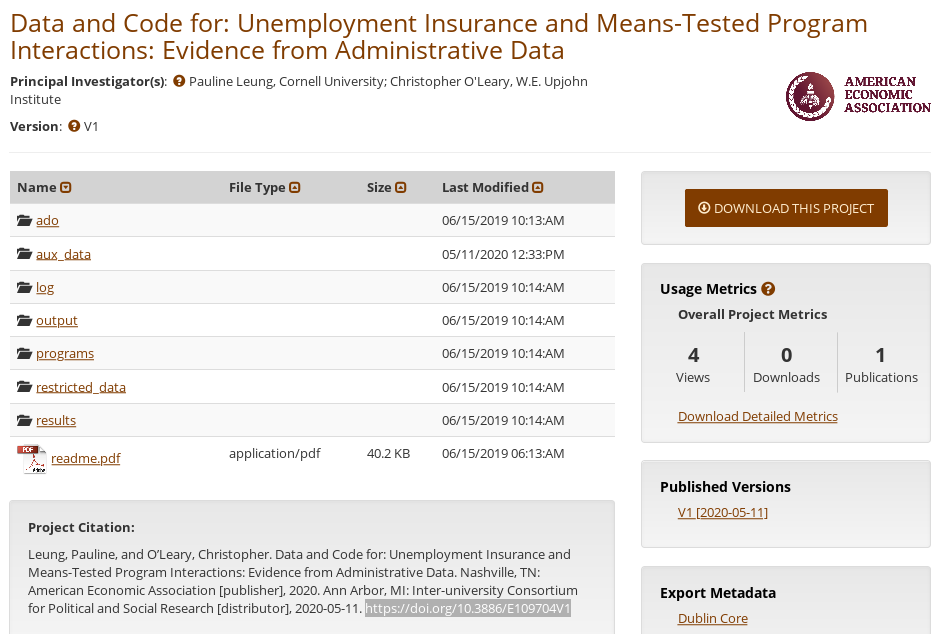 Data and Code for: Unemployment Insurance and Means-Tested Program
Interactions: Evidence from Administrative Data
Principal Investigator(s): ? Pauline Leung, Cornell University; Christopher O'Leary, W.E. Upjohn
Institute
Version: ? V1
AMERICAN
ECONOMIC
ASSOCIATION
Name File Type Size Last Modified
ado 06/15/2019 10:13:AM
aux_data 05/11/2020 12:33:PM
log 06/15/2019 10:14:AM
output 06/15/2019 10:14:AM
programs 06/15/2019 10:14:AM
restricted_data 06/15/2019 10:14:AM
results 06/15/2019 10:14:AM
PDF readme.pdf application/pdf 40.2 KB 06/15/2019 06:13:AM
Project Citation:
Leung, Pauline, and O’Leary, Christopher. Data and Code for: Unemployment Insurance and
Means-Tested Program Interactions: Evidence from Administrative Data. Nashville, TN:
American Economic Association [publisher], 2020. Ann Arbor, MI: Inter-university Consortium
for Political and Social Research [distributor], 2020-05-11. https://doi.org/10.3886/E109704V1
DOWNLOAD THIS PROJECT
Usage Metrics ?
Overall Project Metrics
4 0 1
Views Downloads Publications
Download Detailed Metrics
Published Versions
V1 [2020-05-11]
Export Metadata
Dublin Core